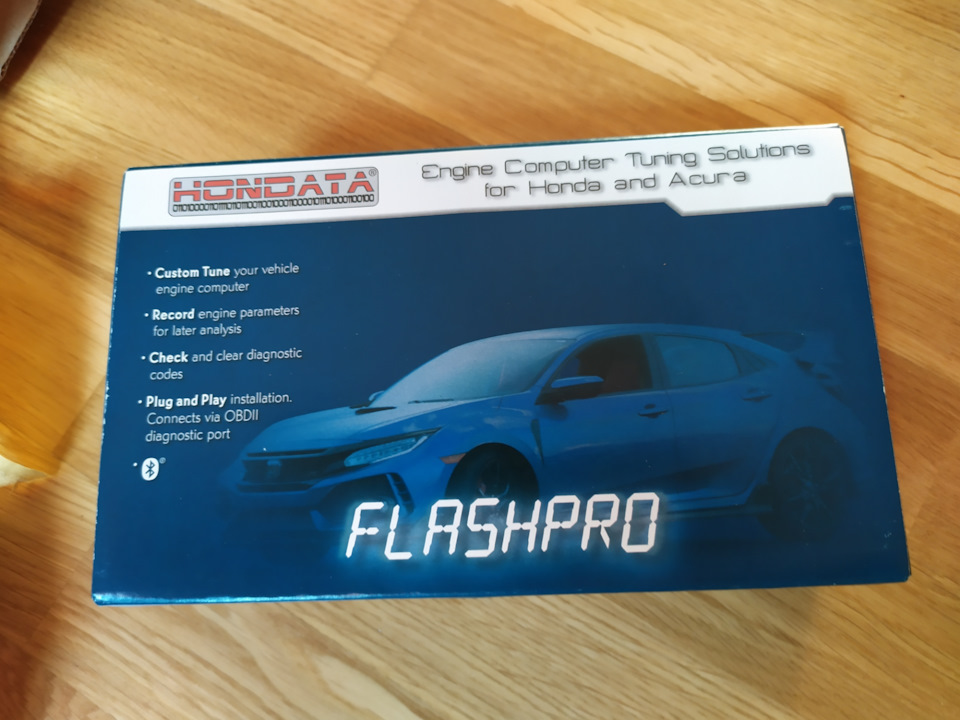 HONDATA®
Engine Computer Tuning Solutions
for Honda and Acura
• Custom Tune your vehicle
engine computer
• Record engine parameters
for later analysis
• Check and clear diagnostic
codes
• Plug and Play installation.
Connects via OBDII
diagnostic port
FLASHPRO